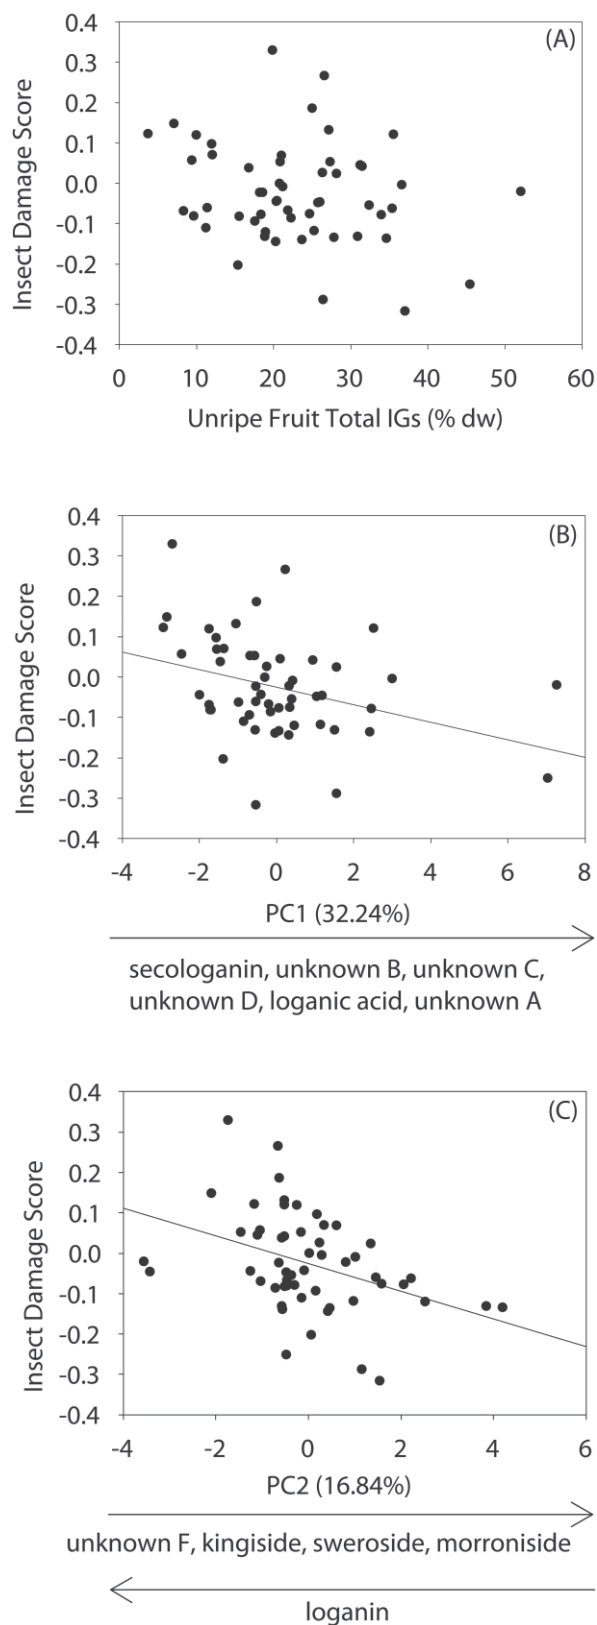 (A)
Insect Damage Score
0.4
0.3
0.2
0.1
0.0
-0.1
-0.2
-0.3
-0.4
0 10 20 30 40 50 60
Unripe Fruit Total IGs (% dw)
(B)
Insect Damage Score
0.4
0.3
0.2
0.1
0.0
-0.1
-0.2
-0.3
-0.4
-4 -2 0 2 4 6 8
PC1 (32.24%)
secologanin, unknown B, unknown C,
unknown D, loganic acid, unknown A
(C)
Insect Damage Score
0.4
0.3
0.2
0.1
0.0
-0.1
-0.2
-0.3
-0.4
-4 -2 0 2 4 6
PC2 (16.84%)
unknown F, kingiside, sweroside, morroniside
loganin